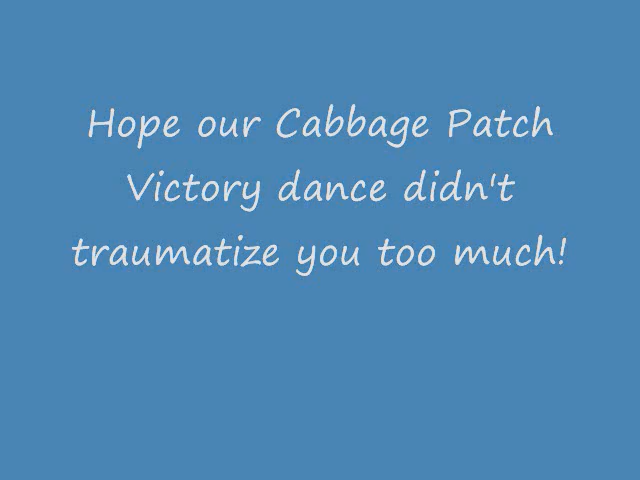 Hope our Cabbage Patch
Victory dance didn't
traumatize you too much!